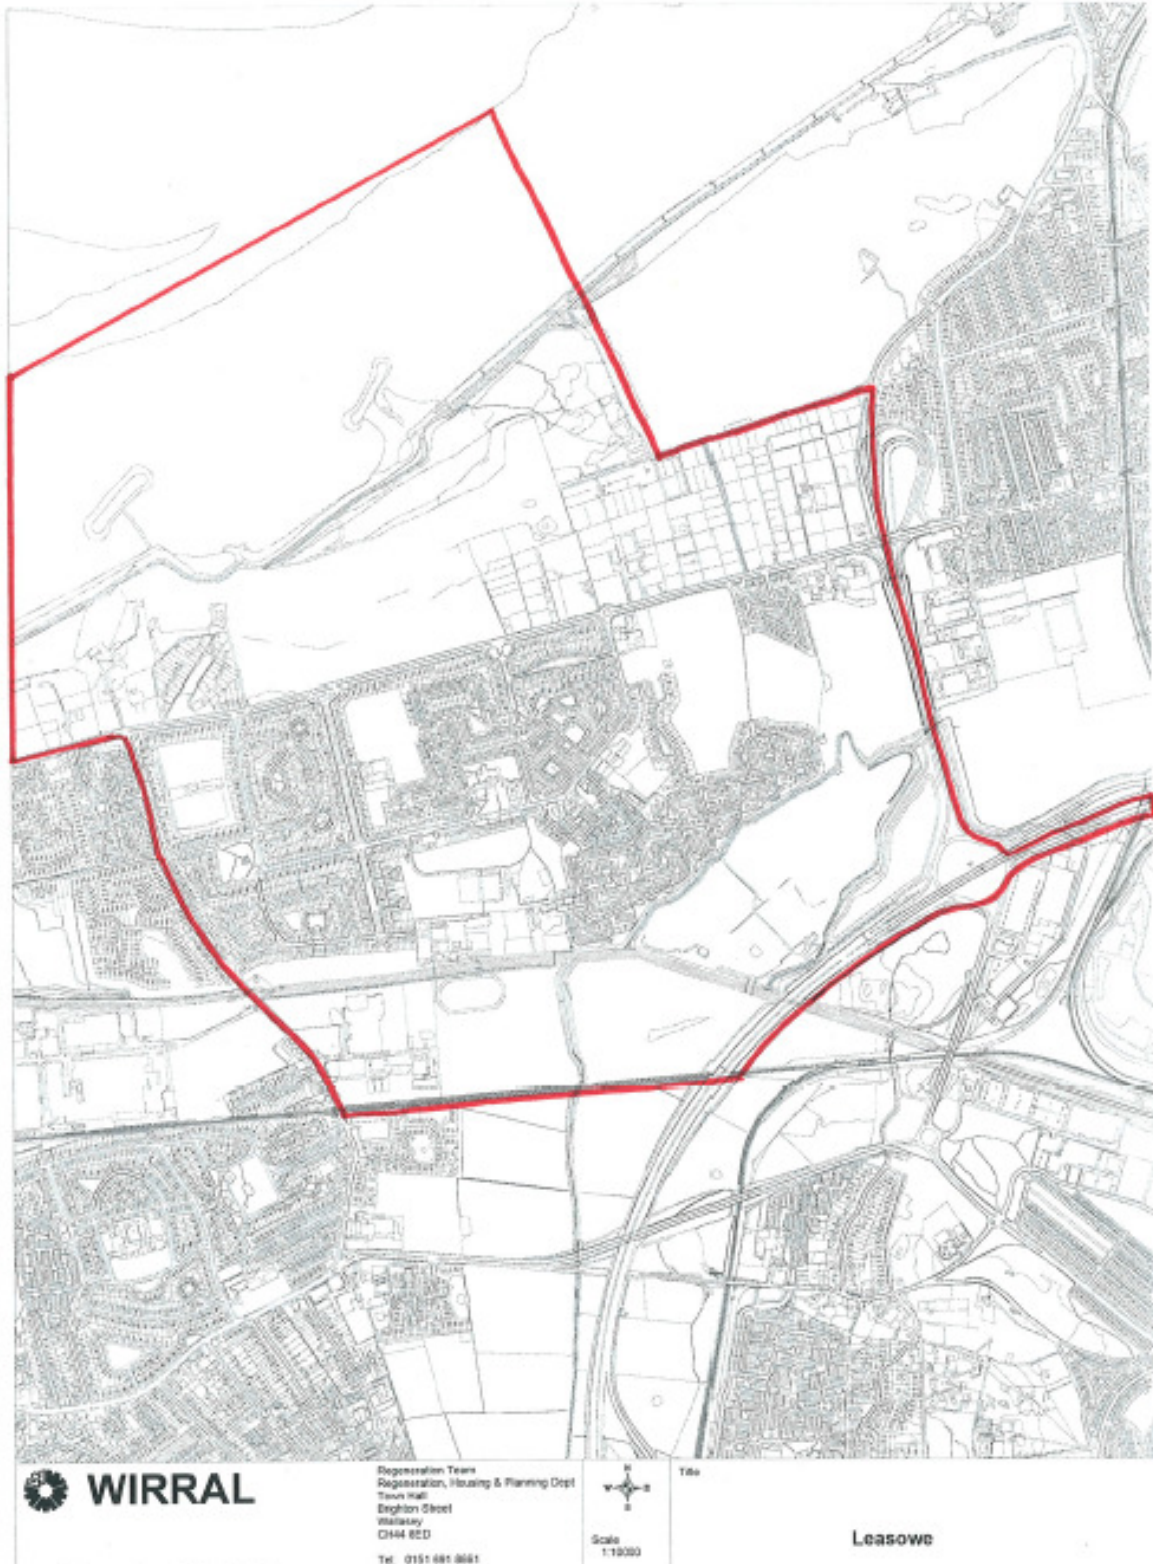 WIRRAL
Regeneration Team
Regeneration, Housing & Planning Dept
Town Hall
Brighton Street
Wallasey
CH44 8ED
Tel: 0151 691
N
W E
S
Scale
1:10000
Title
Leasowe